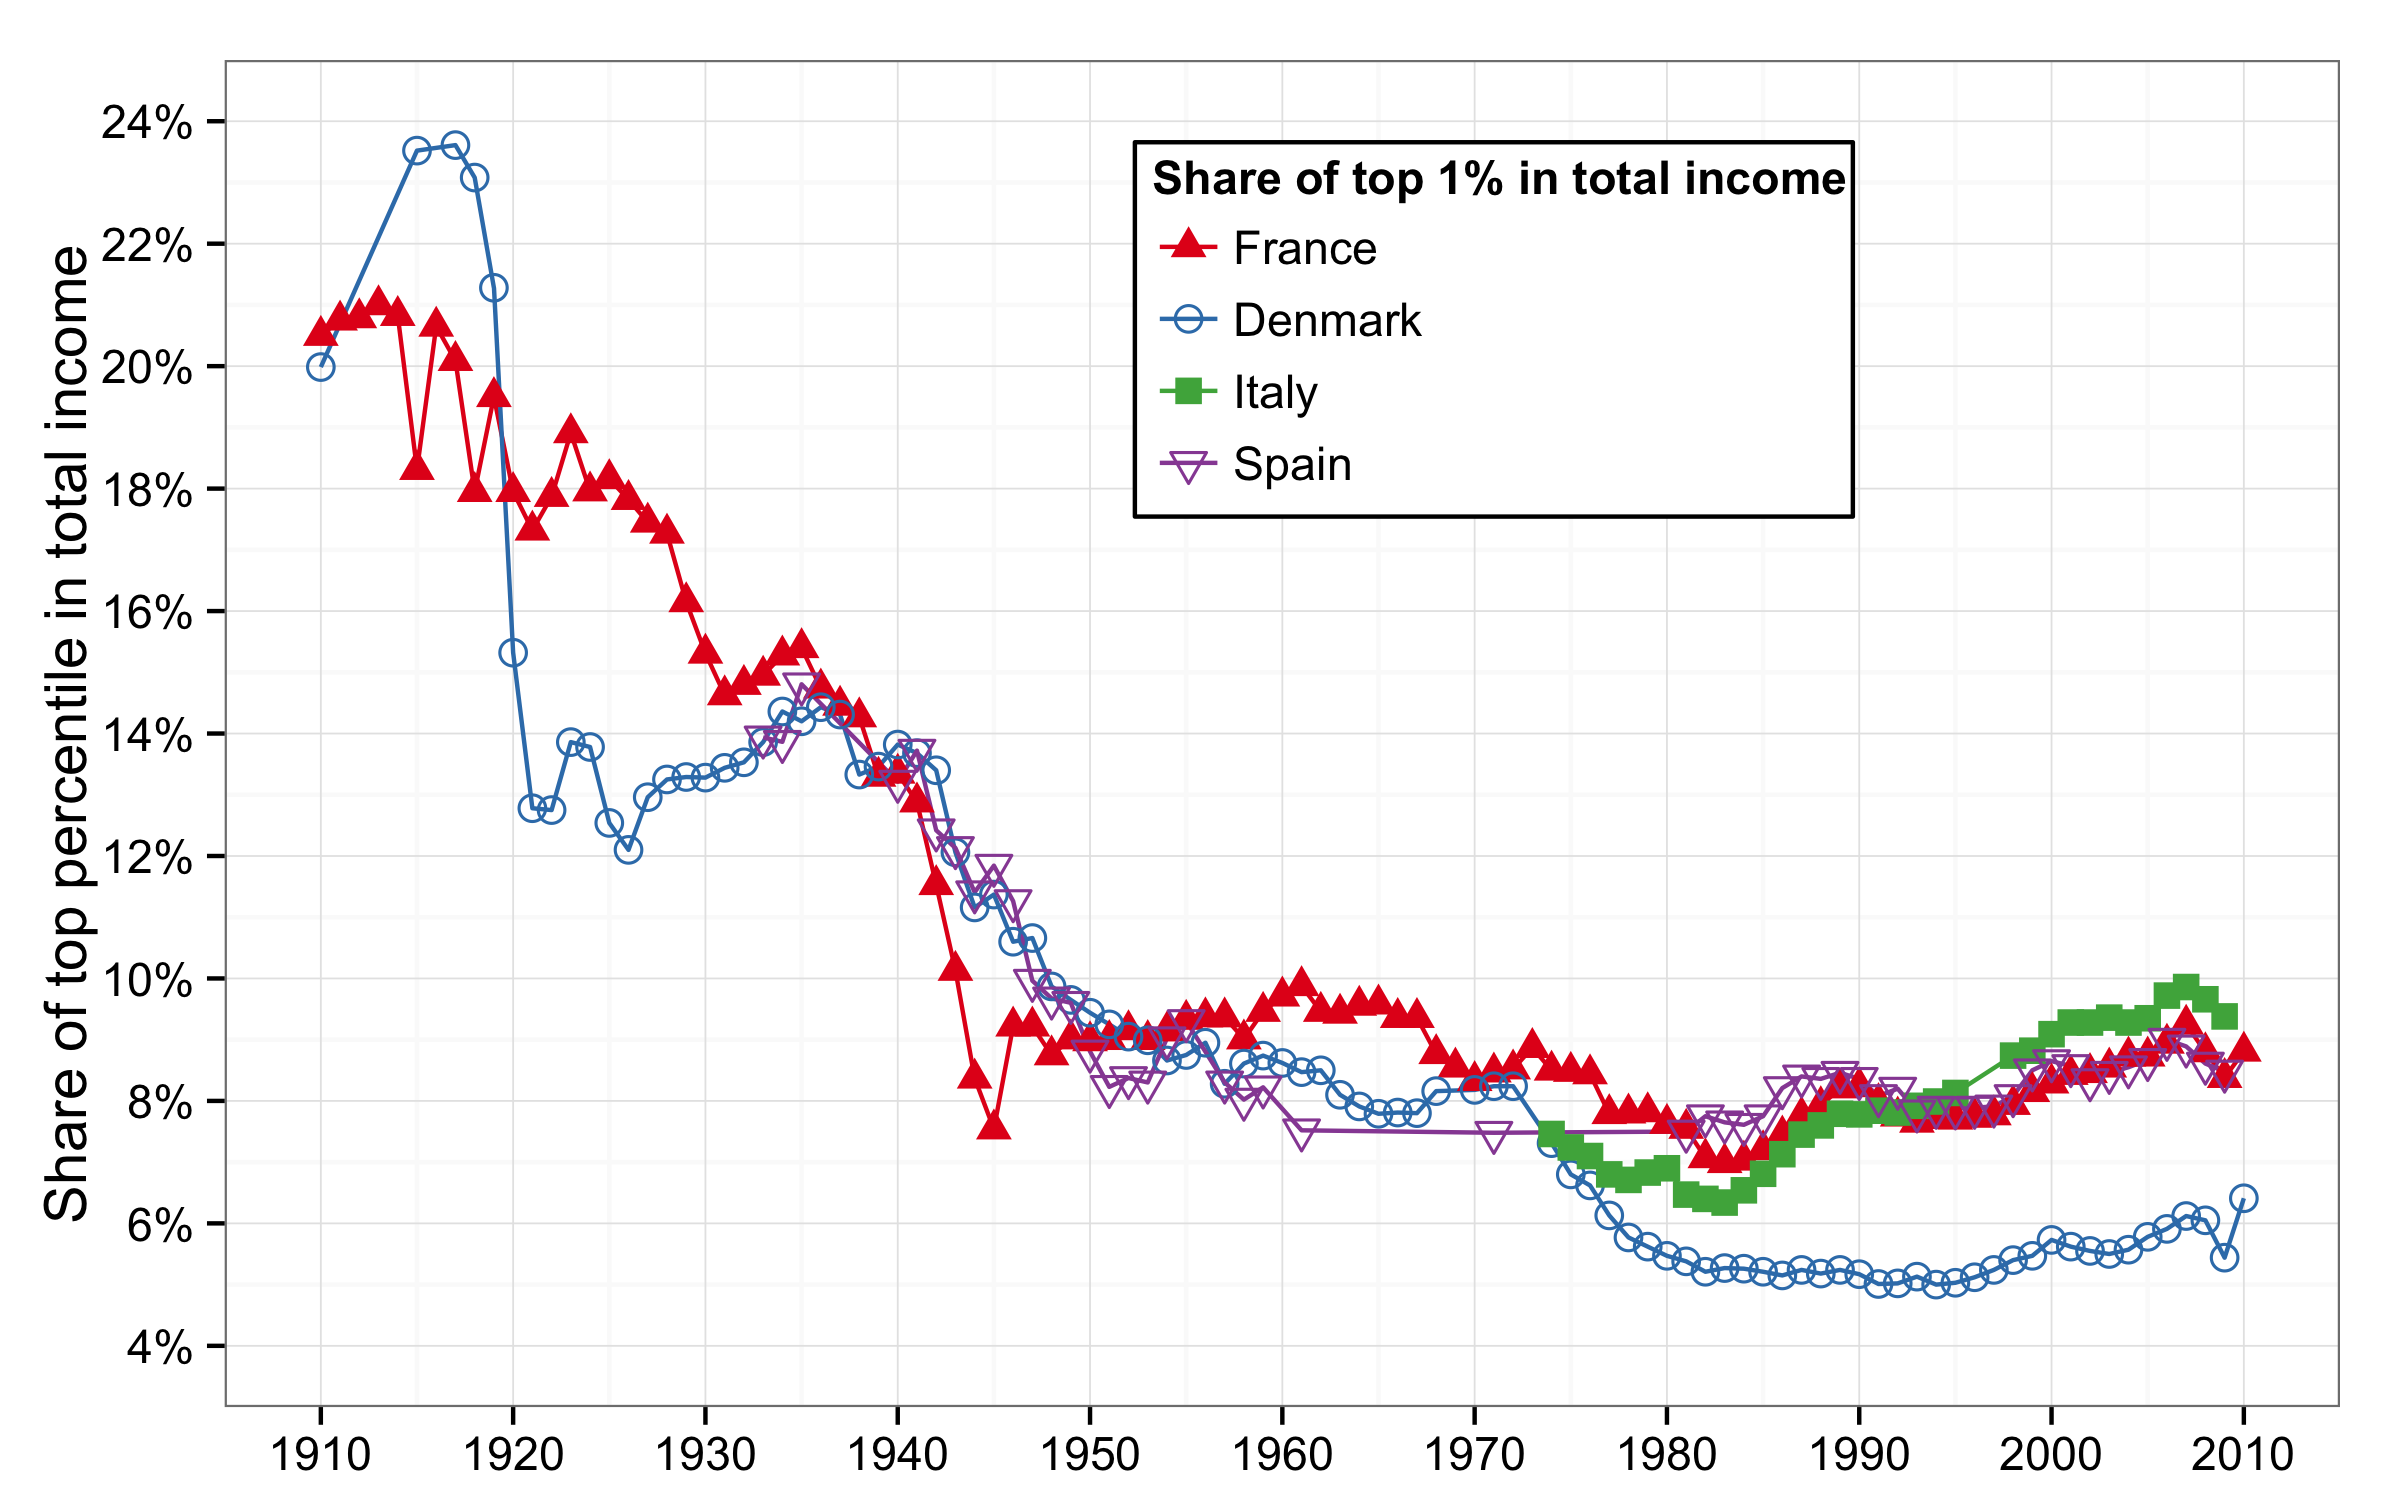 Share of top percentile in total income
24%
22%
20%
18%
16%
14%
12%
10%
8%
6%
4%
Share of top 1% in total income
France
Denmark
Italy
Spain
1910 1920 1930 1940 1950 1960 1970 1980 1990 2000 2010